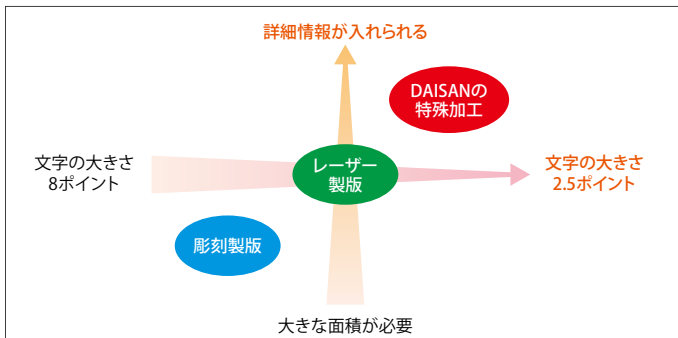 詳細情報が入れられる
DAISANの
特殊加工
文字の大きさ
8ポイント
レーザー
製版
文字の大きさ
2.5ポイント
彫刻製版
大きな面積が必要